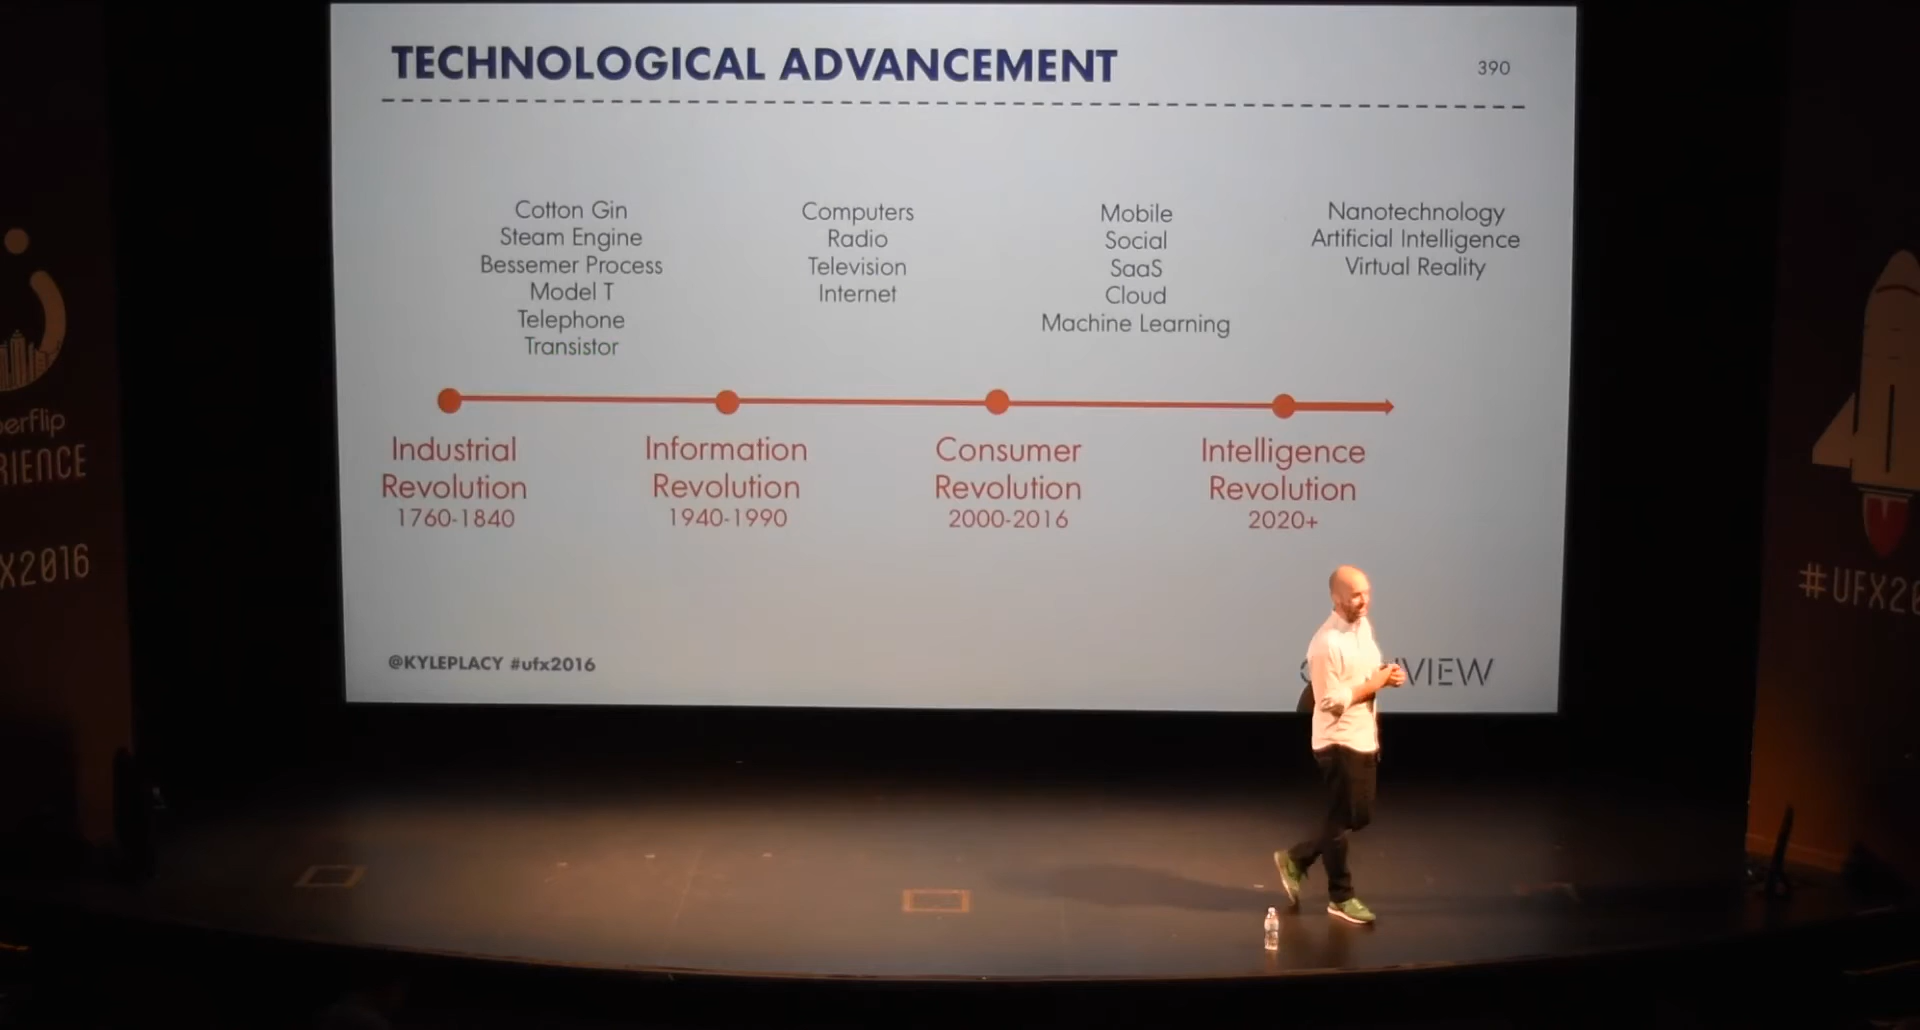 TECHNOLOGICAL ADVANCEMENT
390
Cotton Gin
Steam Engine
Bessemer Process
Model T
Telephone
Transistor
Computers
Radio
Television
Internet
Mobile
Social
SaaS
Cloud
Machine Learning
Nanotechnology
Artificial Intelligence
Virtual Reality
Industrial
Revolution
1760-1840
Information
Revolution
1940-1990
Consumer
Revolution
2000-2016
Intelligence
Revolution
2020+
@KYLEPLACY #ufx2016
VIEW
erflip
RIENCE
X2016
#UFX20